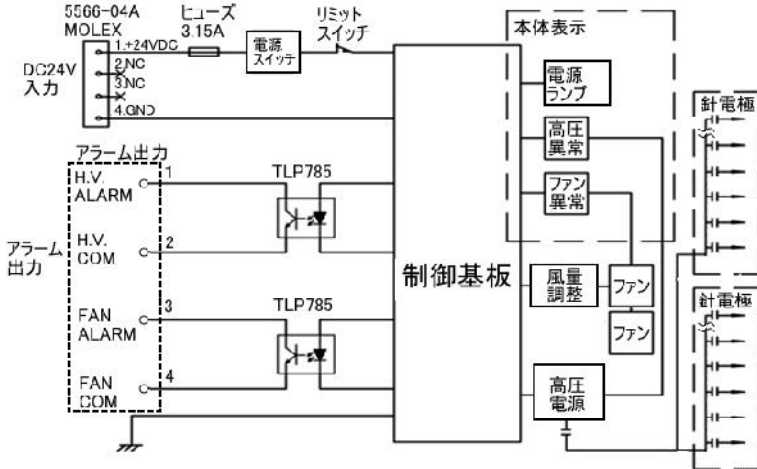 5566-04A
MOLEX
ヒューズ
3.15A
リミット
スイッチ
1.+24VDC
2.NC
3.NC
4.GND
DC24V
入力
電源
スイッチ
本体表示
電源
ランプ
高圧
異常
ファン
異常
針電極
アラーム出力
H.V.
ALARM
1
TLP785
H.V.
COM
2
アラーム
出力
FAN
ALARM
3
TLP785
FAN
COM
4
制御基板
風量
調整
ファン
ファン
高圧
電源
針電極